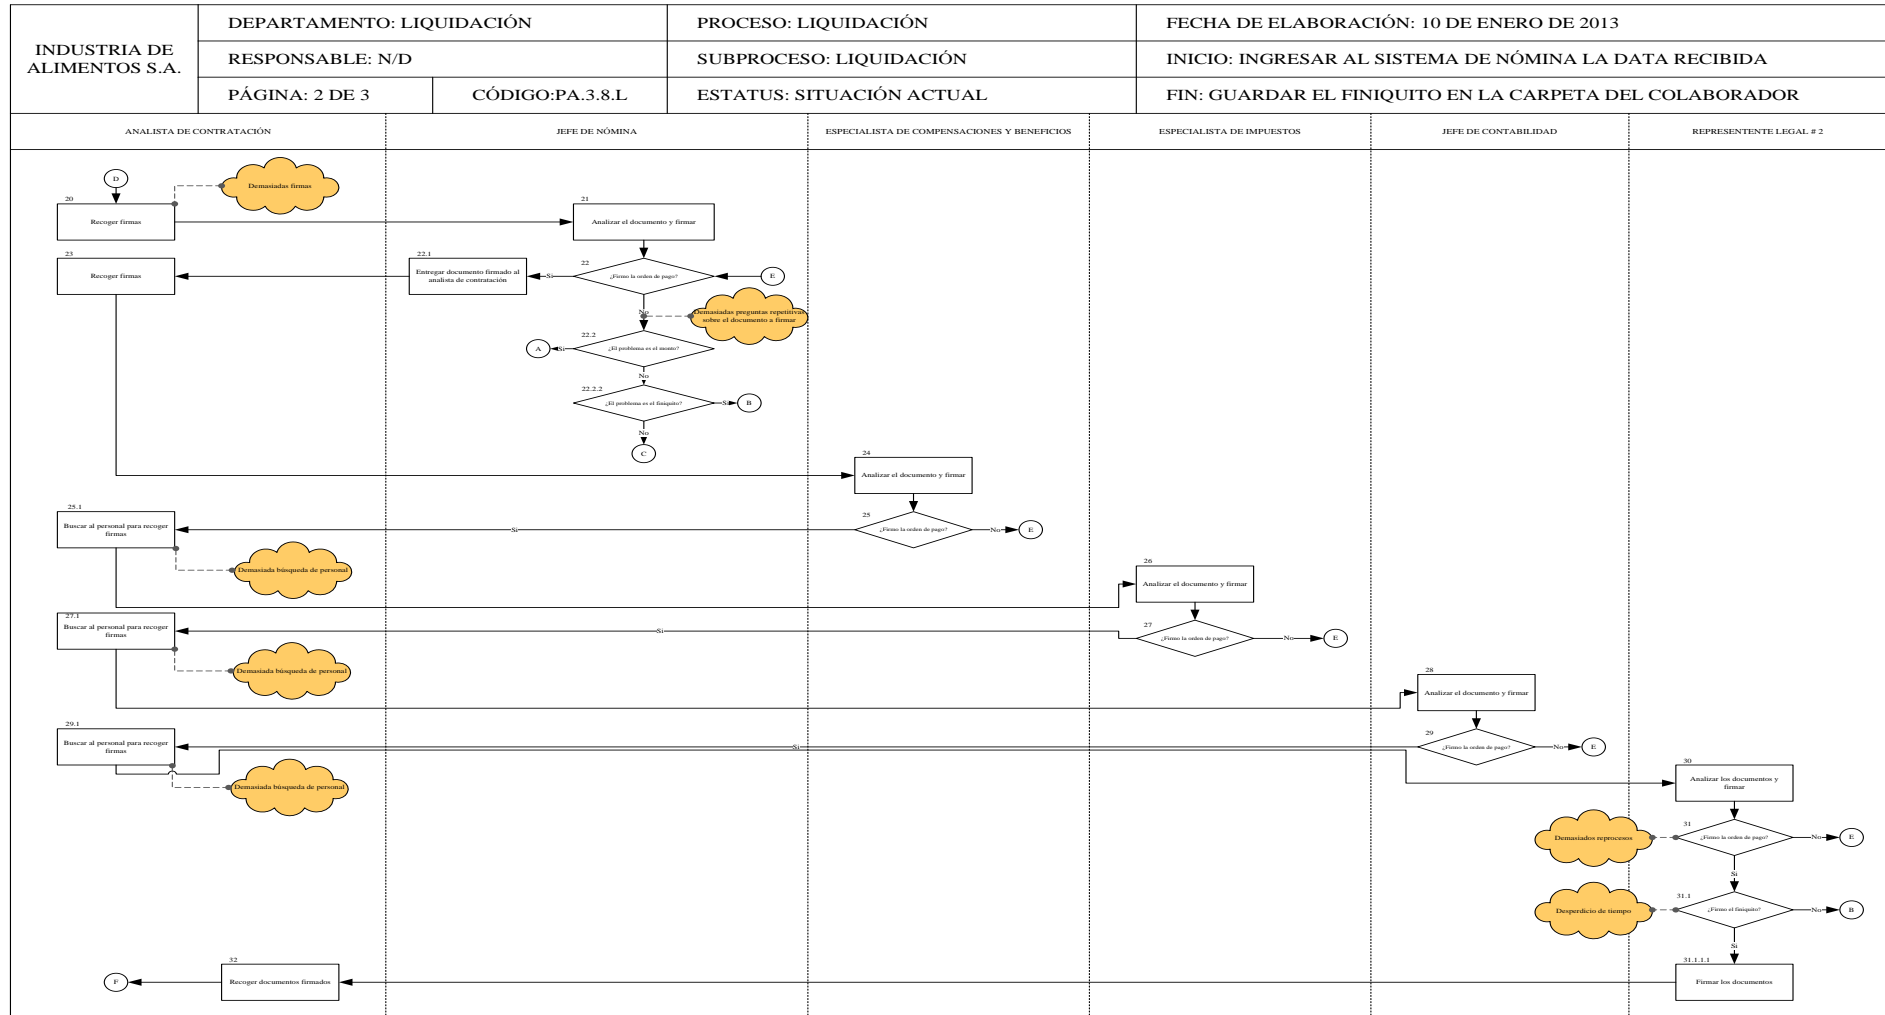 INDUSTRIA DE
ALIMENTOS S.A.
DEPARTAMENTO: LIQUIDACIÓN
PROCESO: LIQUIDACIÓN
FECHA DE ELABORACIÓN: 10 DE ENERO DE 2013
RESPONSABLE: N/D
SUBPROCESO: LIQUIDACIÓN
INICIO: INGRESAR AL SISTEMA DE NÓMINA LA DATA RECIBIDA
PÁGINA: 2 DE 3
CÓDIGO:PA.3.8.L
ESTATUS: SITUACIÓN ACTUAL
FIN: GUARDAR EL FINIQUITO EN LA CARPETA DEL COLABORADOR
ANALISTA DE CONTRATACIÓN
JEFE DE NÓMINA
ESPECIALISTA DE COMPENSACIONES Y BENEFICIOS
ESPECIALISTA DE IMPUESTOS
JEFE DE CONTABILIDAD
REPRESENTENTE LEGAL # 2
D
Demasiadas firmas
20
Recoger firmas
21
Analizar el documento y firmar
23
Recoger firmas
22.1
Entregar documento firmado al
analista de contratación
Si
22
¿Firmo la orden de pago?
E
No
Demasiadas preguntas repetitivas
sobre el documento a firmar
22.2
¿El problema es el monto?
Si
A
No
22.2.2
¿El problema es el finiquito?
Si
B
No
C
24
Analizar el documento y firmar
25.1
Buscar al personal para recoger
firmas
Si
25
¿Firmo la orden de pago?
No
E
Demasiada búsqueda de personal
26
Analizar el documento y firmar
27.1
Buscar al personal para recoger
firmas
Si
27
¿Firmo la orden de pago?
No
E
Demasiada búsqueda de personal
28
Analizar el documento y firmar
29.1
Buscar al personal para recoger
firmas
Si
29
¿Firmo la orden de pago?
No
E
Demasiada búsqueda de personal
30
Analizar los documentos y
firmar
Demasiados reprocesos
31
¿Firmo la orden de pago?
No
E
Si
Desperdicio de tiempo
31.1
¿Firmo el finiquito?
No
B
Si
F
32
Recoger documentos firmados
31.1.1.1
Firmar los documentos